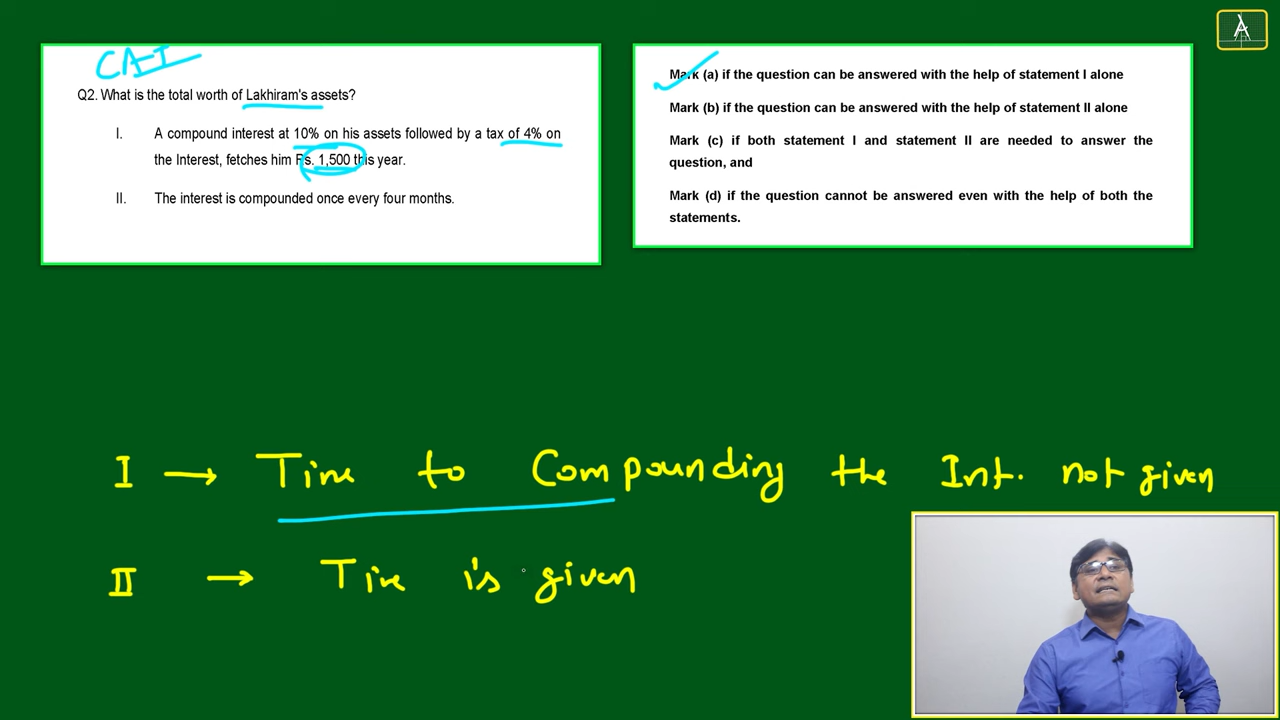 CA-I
Q2. What is the total worth of Lakhiram's assets?
I. A compound interest at 10% on his assets followed by a tax of 4% on
the Interest, fetches him Rs. 1,500 this year.
II. The interest is compounded once every four months.
Mark (a) if the question can be answered with the help of statement I alone
Mark (b) if the question can be answered with the help of statement II alone
Mark (c) if both statement I and statement II are needed to answer the
question, and
Mark (d) if the question cannot be answered even with the help of both the
statements.
I → Time to Compounding the Int. not given
II → Time is given